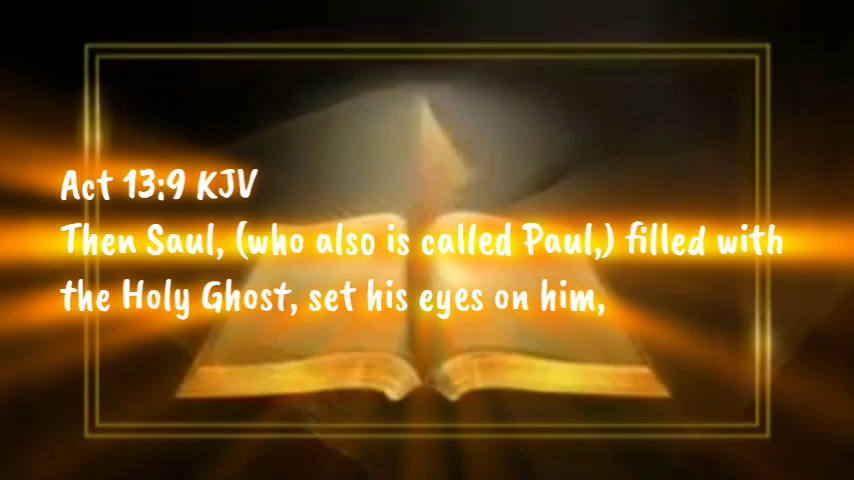 Act 13:9 KJV
Then Saul, (who also is called Paul,) filled with
the Holy Ghost, set his eyes on him,